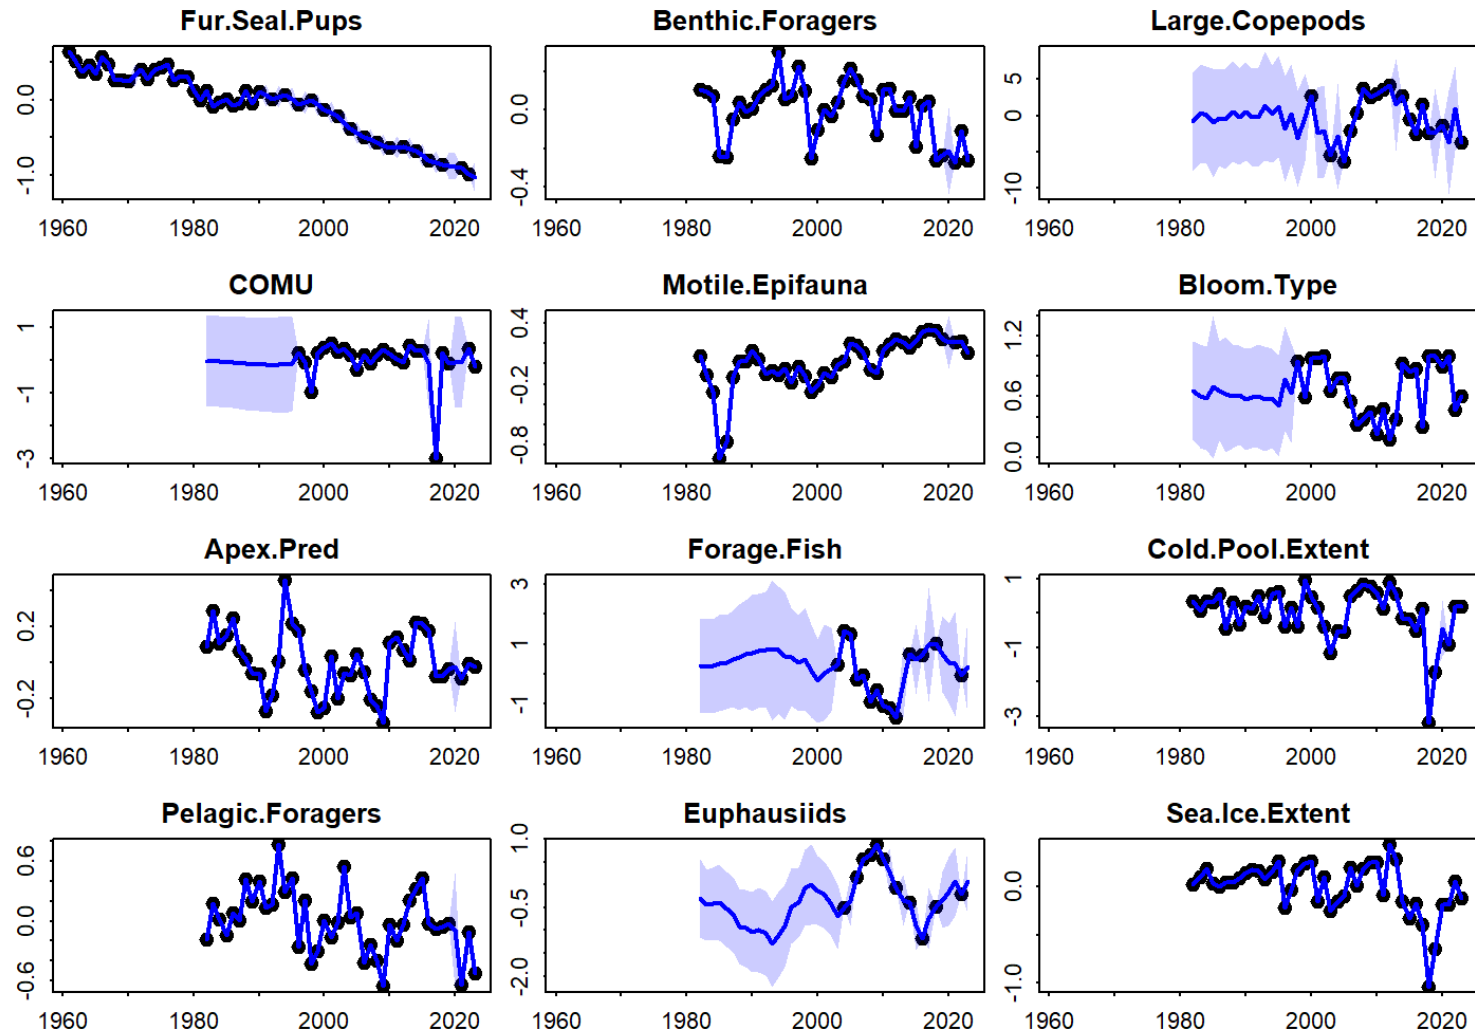 Fur.Seal.Pups
0.0
-1.0
1960 1980 2000 2020
Benthic.Foragers
0.0
-0.4
1960 1980 2000 2020
Large.Copepods
5
0
-10
1960 1980 2000 2020
COMU
1
-1
-3
1960 1980 2000 2020
Motile.Epifauna
0.4
-0.2
-0.8
1960 1980 2000 2020
Bloom.Type
1.2
0.6
0.0
1960 1980 2000 2020
Apex.Pred
0.2
-0.2
1960 1980 2000 2020
Forage.Fish
3
1
-1
1960 1980 2000 2020
Cold.Pool.Extent
1
-1
-3
1960 1980 2000 2020
Pelagic.Foragers
0.6
0.0
-0.6
1960 1980 2000 2020
Euphausiids
1.0
-0.5
-2.0
1960 1980 2000 2020
Sea.Ice.Extent
0.0
-1.0
1960 1980 2000 2020